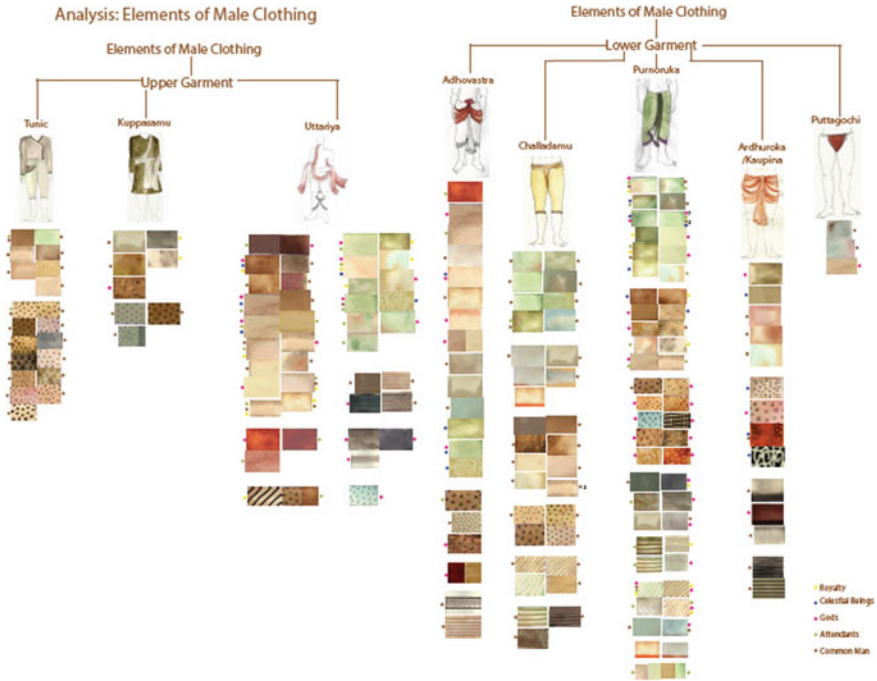 Analysis: Elements of Male Clothing
Elements of Male Clothing
Upper Garment
Tunic
Kuppasamu
Uttariya
Elements of Male Clothing
Lower Garment
Adhovastra
Challadamu
Purnoruka
Ardhuroka
/Kaupina
Puttagochi
Royalty
Celestial Beings
Gods
Attendants
Common Man